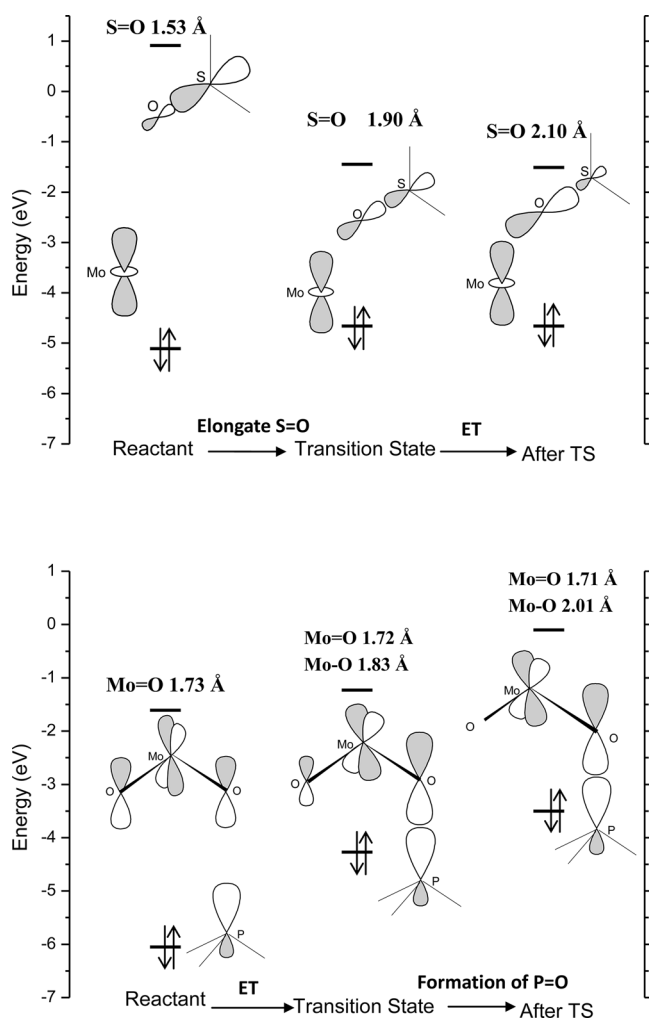 S=O 1.53 Å
S
O
S=O 1.90 Å
S=O 2.10 Å
S
O
S
O
Mo
Mo
Mo
Energy (eV)
1
0
-1
-2
-3
-4
-5
-6
-7
Elongate S=O
ET
Reactant
Transition State
After TS
Mo=O 1.71 Å
Mo-O 2.01 Å
Mo=O 1.72 Å
Mo-O 1.83 Å
Mo=O 1.73 Å
Mo
O
O
P
Mo
O
O
P
Mo
O
O
P
Energy (eV)
1
0
-1
-2
-3
-4
-5
-6
-7
ET
Formation of P=O
Reactant
Transition State
After TS